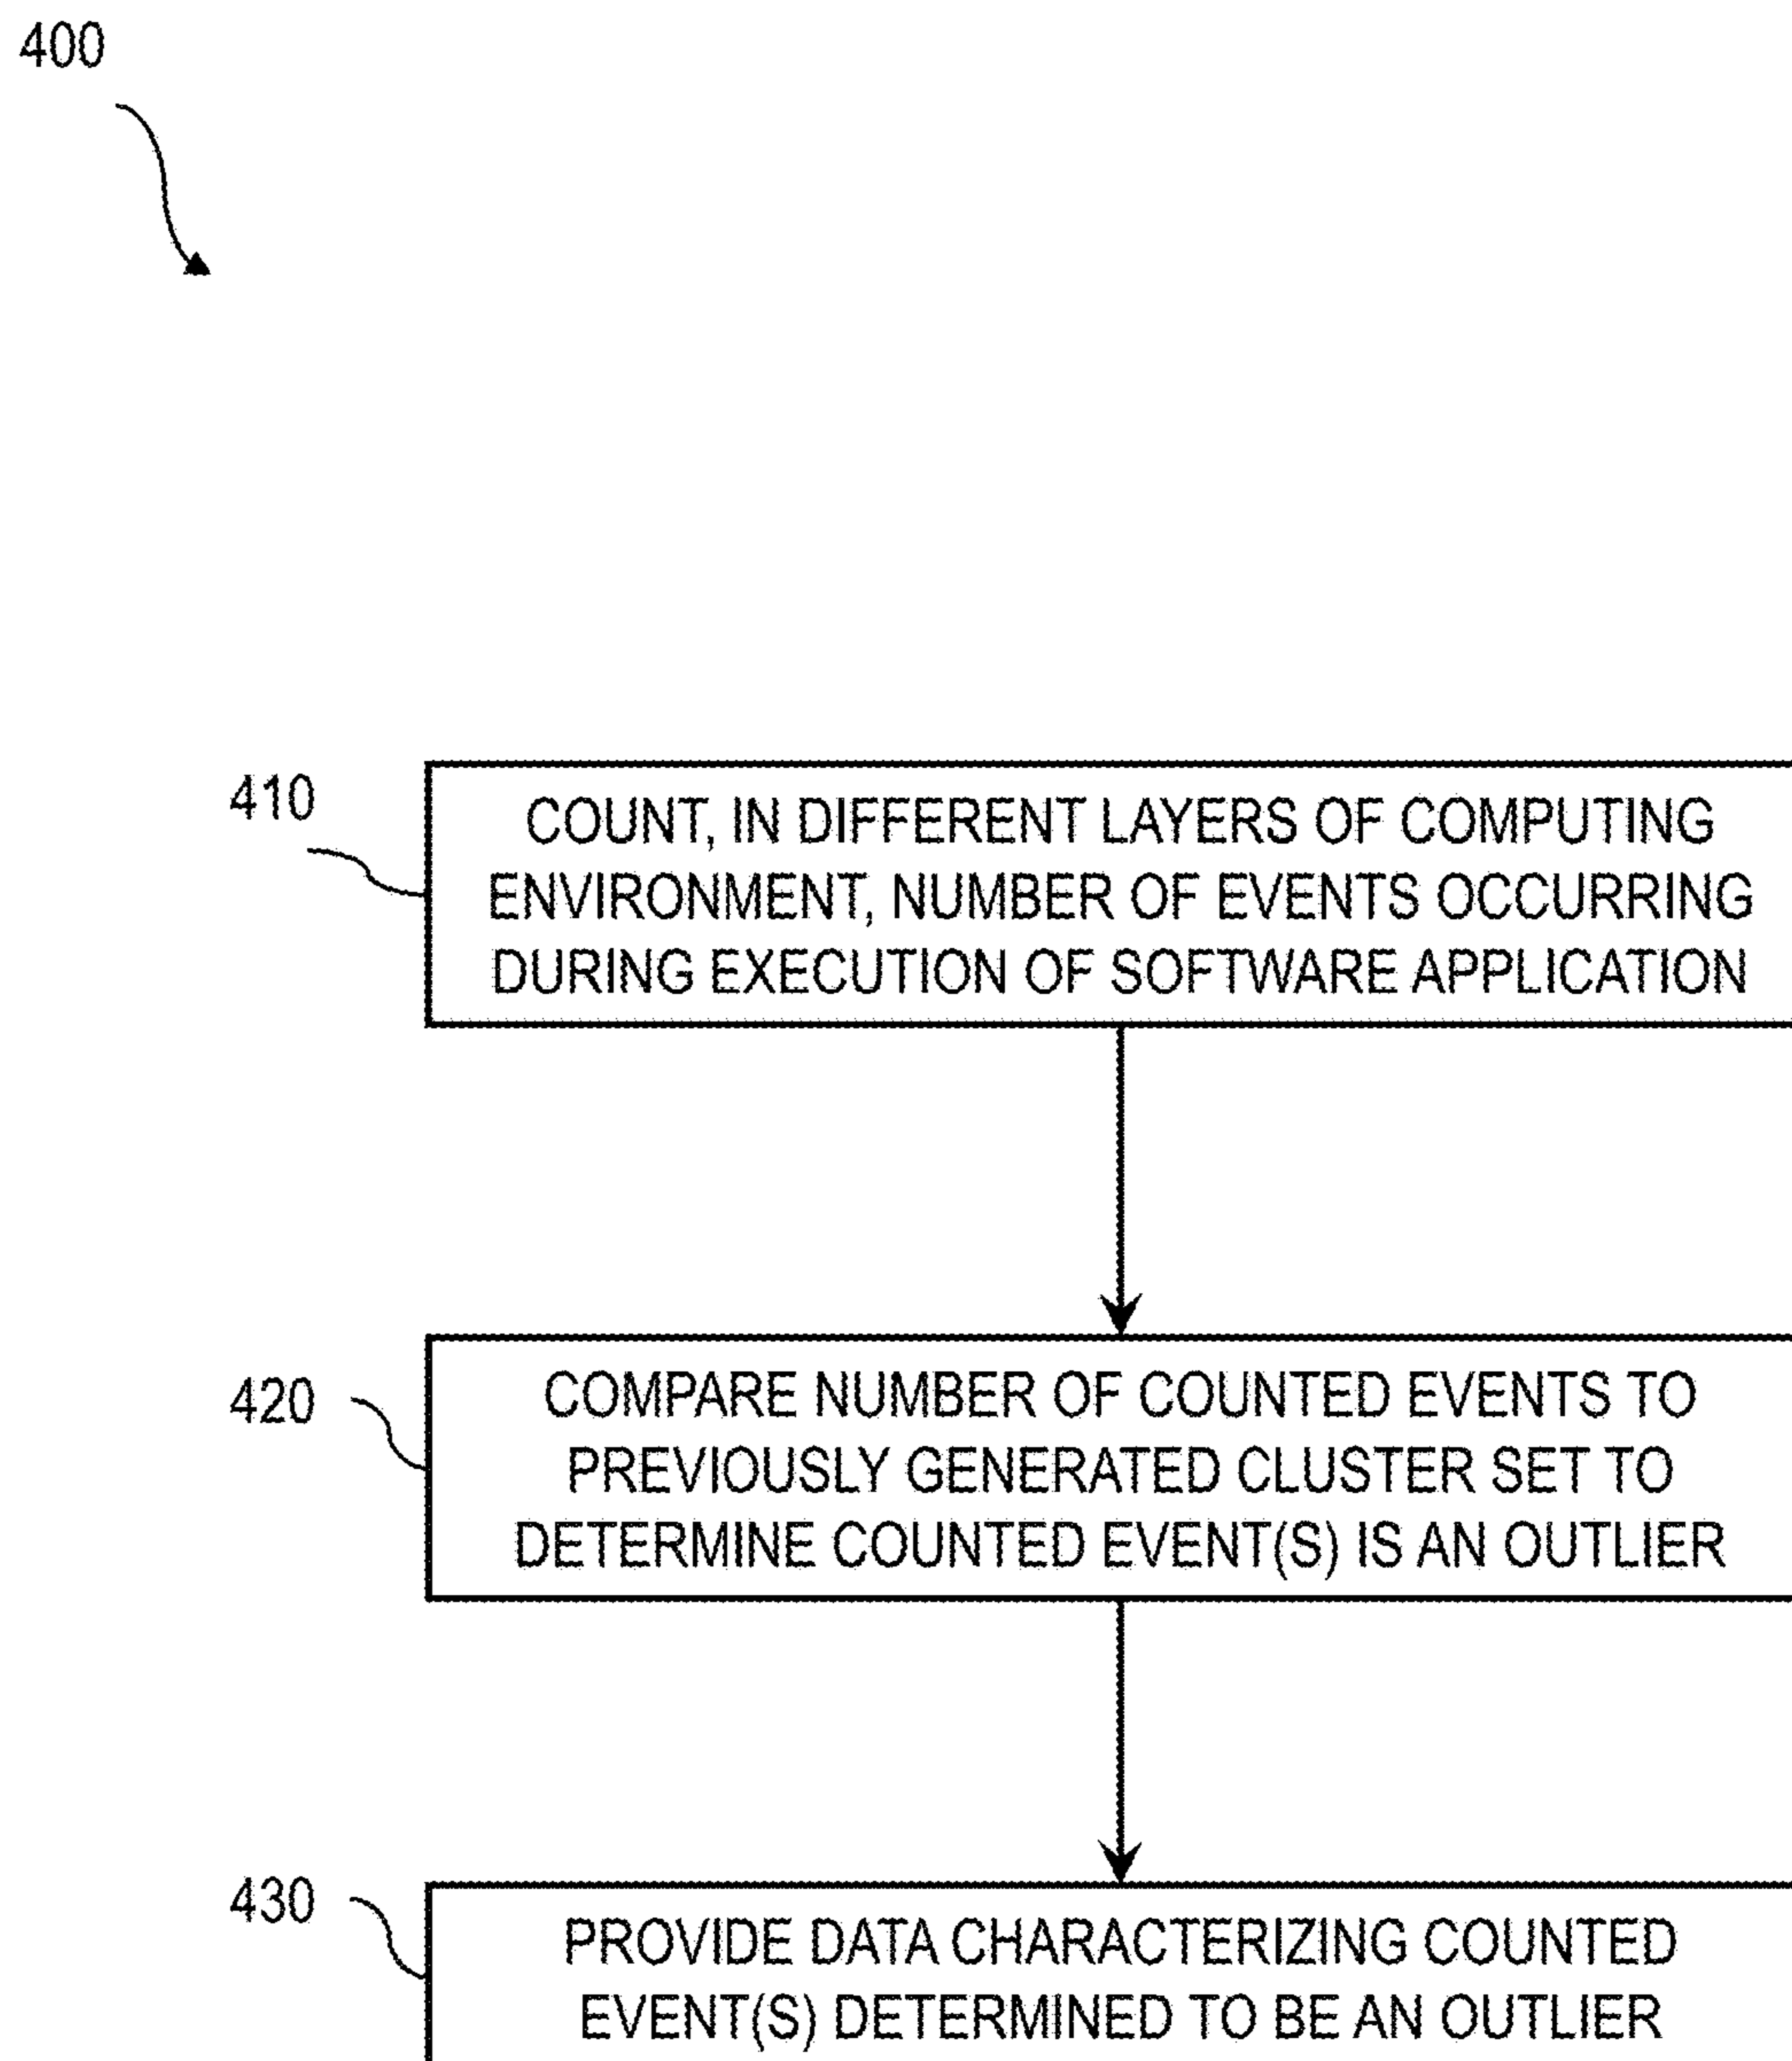 400
410
COUNT, IN DIFFERENT LAYERS OF COMPUTING
ENVIRONMENT, NUMBER OF EVENTS OCCURRING
DURING EXECUTION OF SOFTWARE APPLICATION
420
COMPARE NUMBER OF COUNTED EVENTS TO
PREVIOUSLY GENERATED CLUSTER SET TO
DETERMINE COUNTED EVENT(S) IS AN OUTLIER
430
PROVIDE DATA CHARACTERIZING COUNTED
EVENT(S) DETERMINED TO BE AN OUTLIER